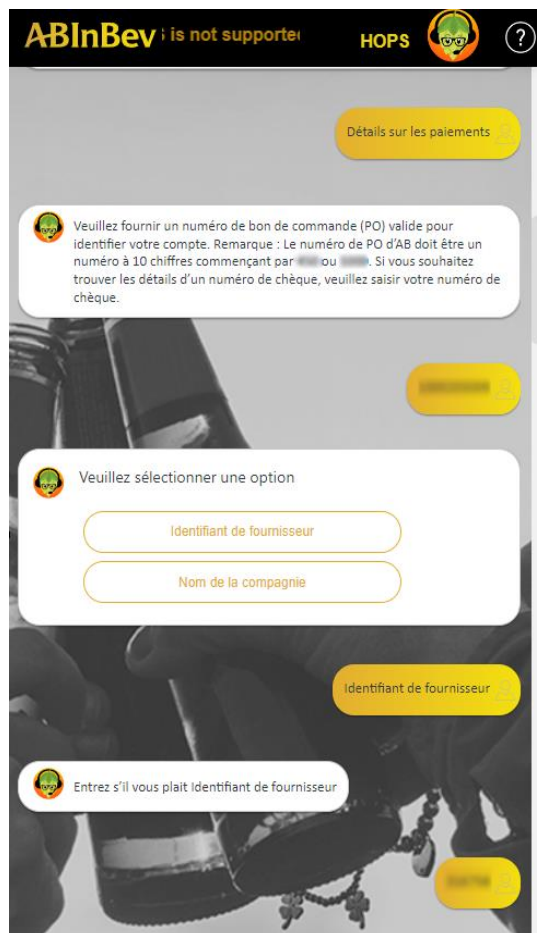 ABInBev
is not supporte
HOPS
?
Détails sur les paiements
Veuillez fournir un numéro de bon de commande (PO) valide pour
identifier votre compte. Remarque : Le numéro de PO d'AB doit être un
numéro à 10 chiffres commençant par ou . Si vous souhaitez
trouver les détails d'un numéro de chèque, veuillez saisir votre numéro de
chèque.
Veuillez sélectionner une option
Identifiant de fournisseur
Nom de la compagnie
Identifiant de fournisseur
Entrez s'il vous plait Identifiant de fournisseur